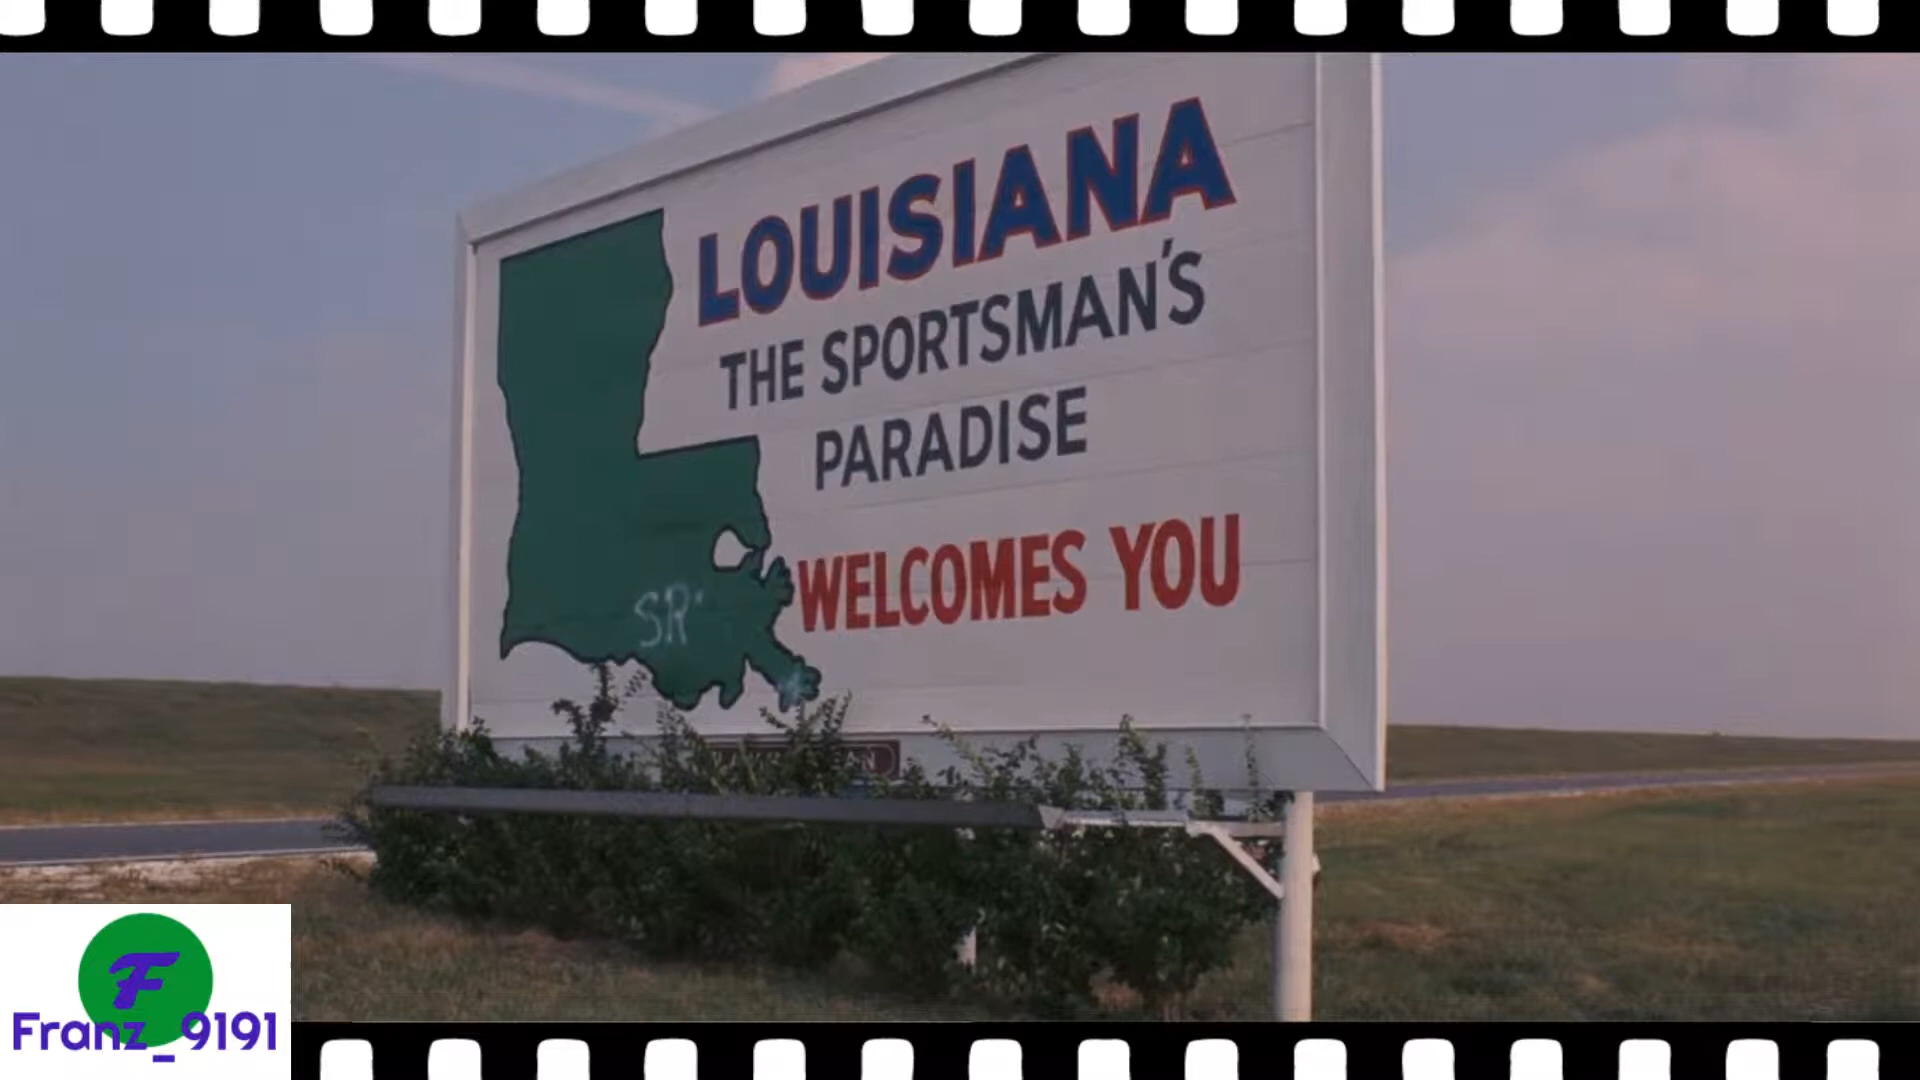 LOUISIANA
THE SPORTSMAN'S
PARADISE
WELCOMES YOU
SR
F
Franz_9191